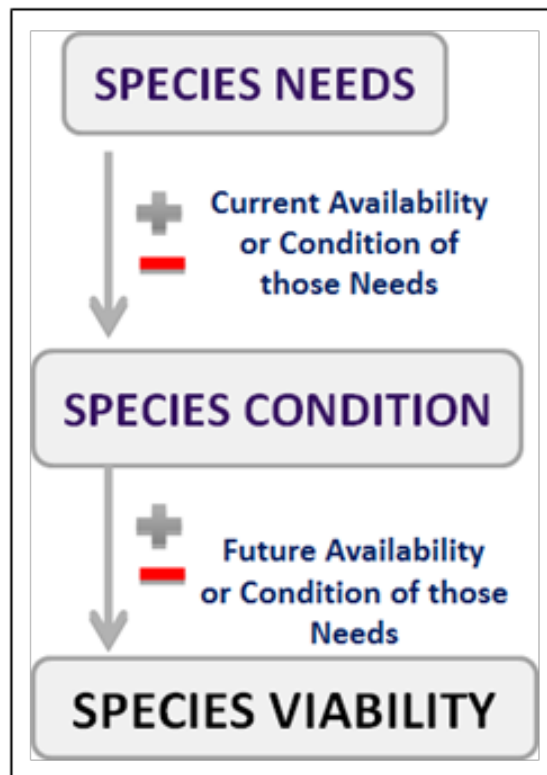 SPECIES NEEDS
Current Availability
or Condition of
those Needs
SPECIES CONDITION
Future Availability
or Condition of those
Needs
SPECIES VIABILITY